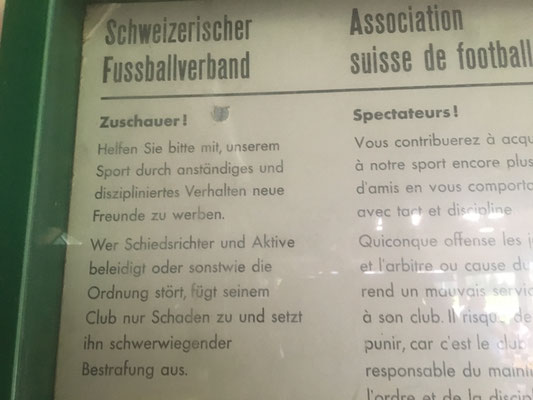 Schweizerischer
Fussballverband
Zuschauer!
Helfen Sie bitte mit, unserem
Sport durch anständiges und
diszipliniertes Verhalten neue
Freunde zu werben.
Wer Schiedsrichter und Aktive
beleidigt oder sonstwie die
Ordnung stört, fügt seinem
Club nur Schaden zu und setzt
ihn schwerwiegender
Bestrafung aus.
Association
suisse de football
Spectateurs!
Vous contribuerez à acqu
à notre sport encore plus
d'amis en vous comporta
avec tact et discipline.
Quiconque offense les j
et l'arbitre ou cause du
rend un mauvais servic
à son club. Il risque de
punir, car c'est le club
responsable du maint
l'ordre et de la discip